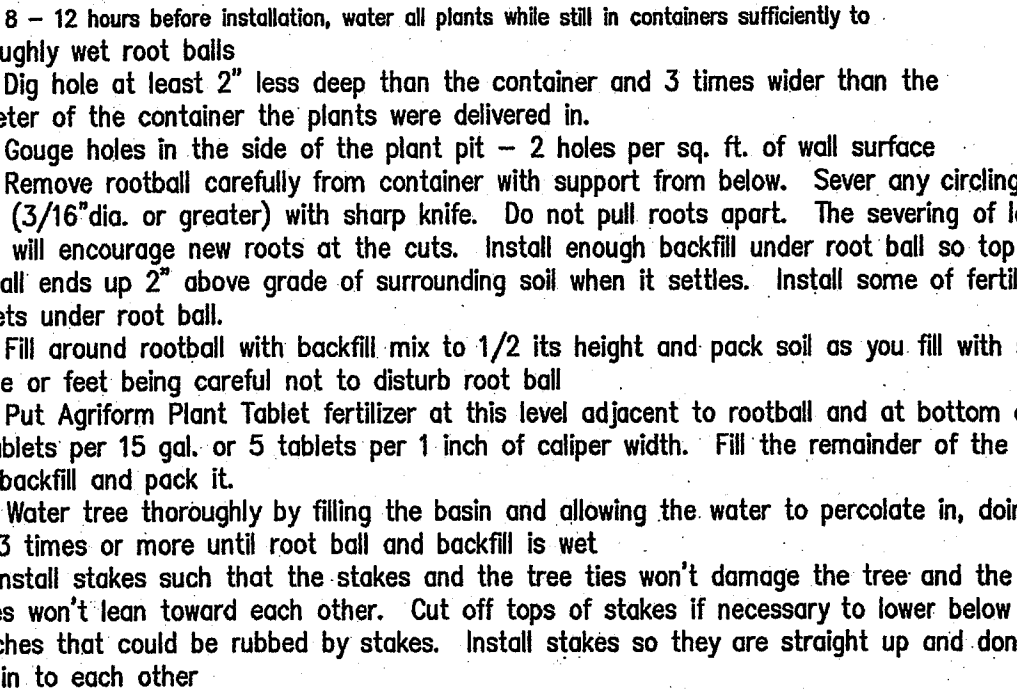 8 – 12 hours before installation, water all plants while still in containers sufficiently to
ughly wet root balls
Dig hole at least 2" less deep than the container and 3 times wider than the
eter of the container the plants were delivered in.
Gouge holes in the side of the plant pit – 2 holes per sq. ft. of wall surface
Remove rootball carefully from container with support from below. Sever any circling
(3/16"dia. or greater) with sharp knife. Do not pull roots apart. The severing of
will encourage new roots at the cuts. Install enough backfill under root ball so top
all ends up 2" above grade of surrounding soil when it settles. Install some of fertil
ets under root ball.
Fill around rootball with backfill mix to 1/2 its height and pack soil as you fill with
e or feet being careful not to disturb root ball
Put Agriform Plant Tablet fertilizer at this level adjacent to rootball and at bottom
blets per 15 gal. or 5 tablets per 1 inch of caliper width. Fill the remainder of the
backfill and pack it.
Water tree thoroughly by filling the basin and allowing the water to percolate in, doin
3 times or more until root ball and backfill is wet
nstall stakes such that the stakes and the tree ties won't damage the tree and the
es won't lean toward each other. Cut off tops of stakes if necessary to lower below
ches that could be rubbed by stakes. Install stakes so they are straight up and don
in to each other